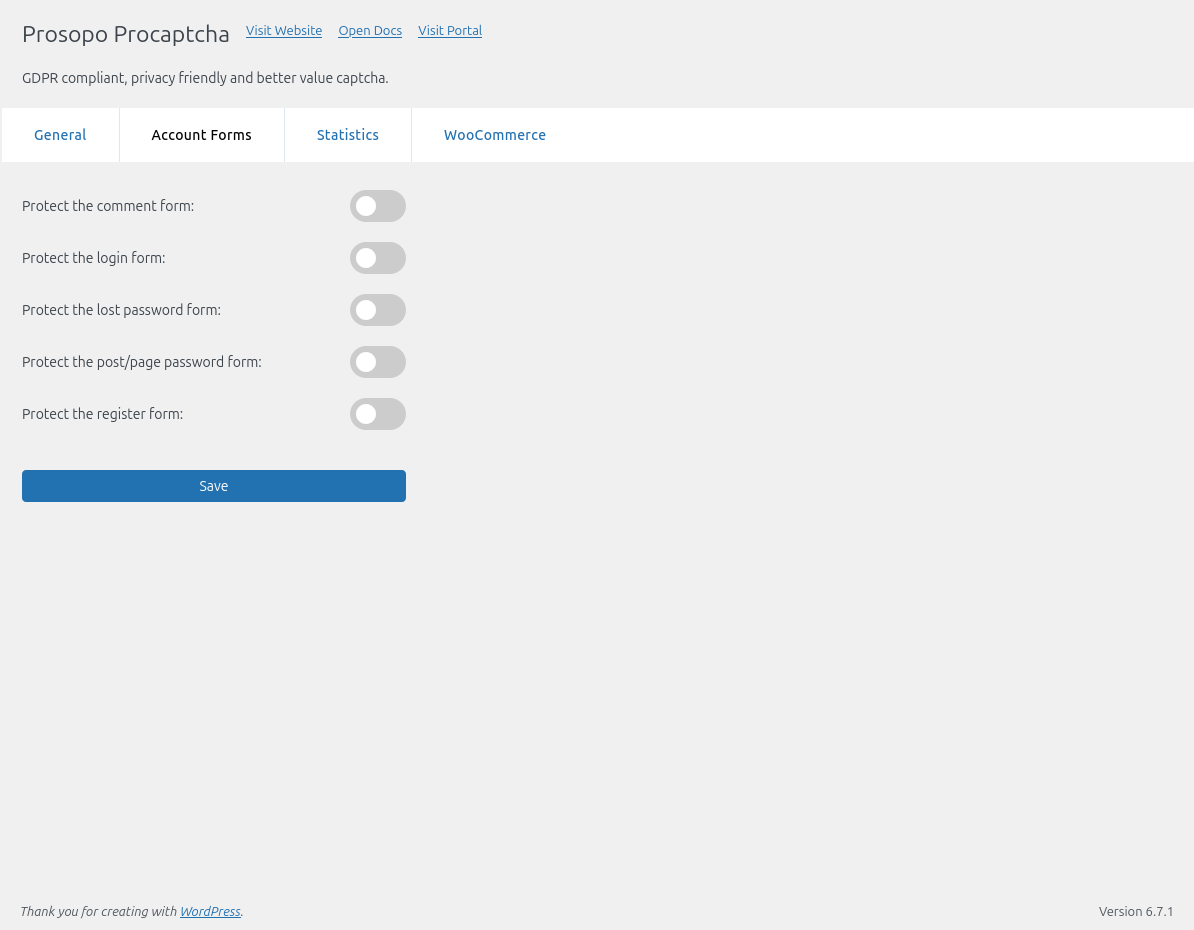 Prosopo Procaptcha Visit Website Open Docs Visit Portal
GDPR compliant, privacy friendly and better value captcha.
General Account Forms Statistics WooCommerce
Protect the comment form:
Protect the login form:
Protect the lost password form:
Protect the post/page password form:
Protect the register form:
Save
Thank you for creating with WordPress. Version 6.7.1